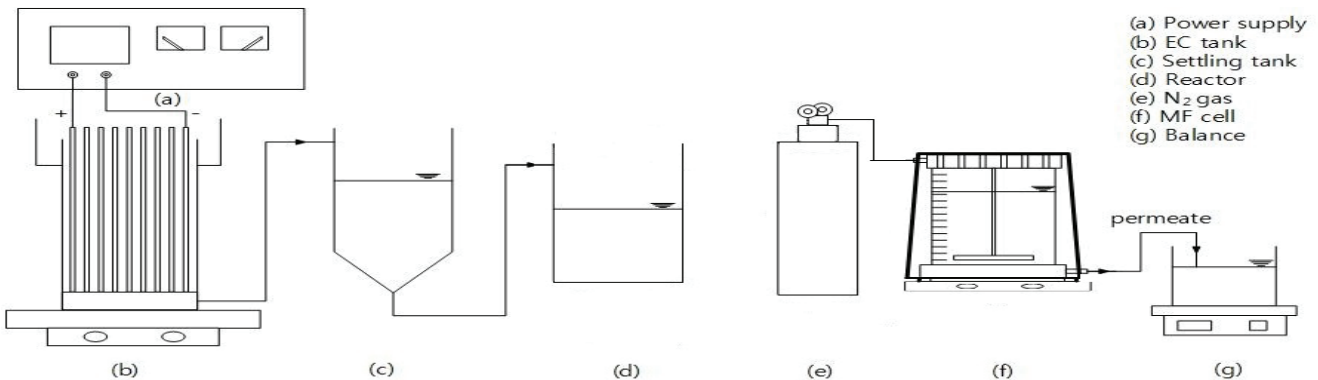 (a) Power supply
(b) EC tank
(c) Settling tank
(d) Reactor
(e) N₂ gas
(f) MF cell
(g) Balance
(a)
+ -
permeate
(b) (c) (d) (e) (f) (g)